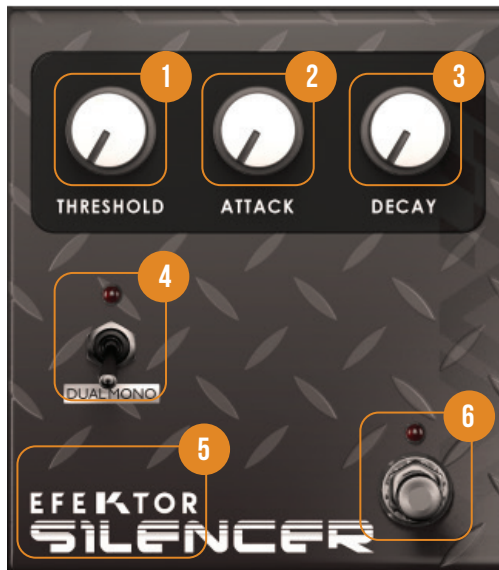 1 2 3
THRESHOLD ATTACK DECAY
4
DUAL MONO
5 6
EFEKTOR
SILENCER